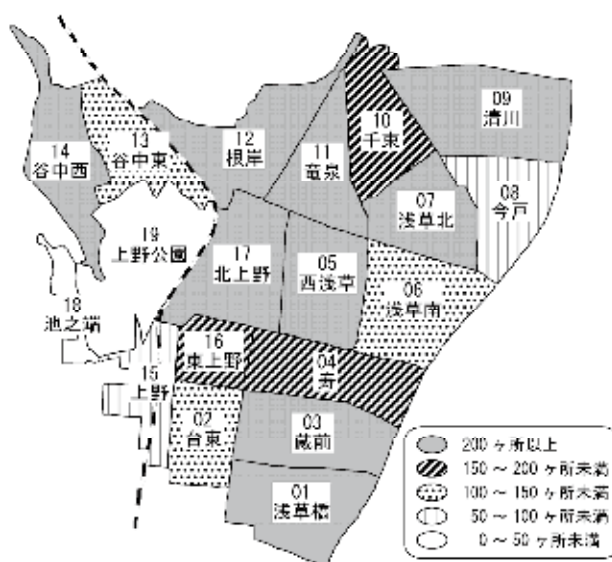 10
千束
09
清川
14
谷中西
13
谷中東
12
根岸
11
竜泉
07
浅草北
08
今戸
19
上野公園
17
北上野
05
西浅草
06
浅草南
18
池之端
16
東上野
04
寿
15
上野
02
台東
03
蔵前
01
浅草橋
200ヶ所以上
150～200ヶ所未満
100～150ヶ所未満
50～100ヶ所未満
0～50ヶ所未満